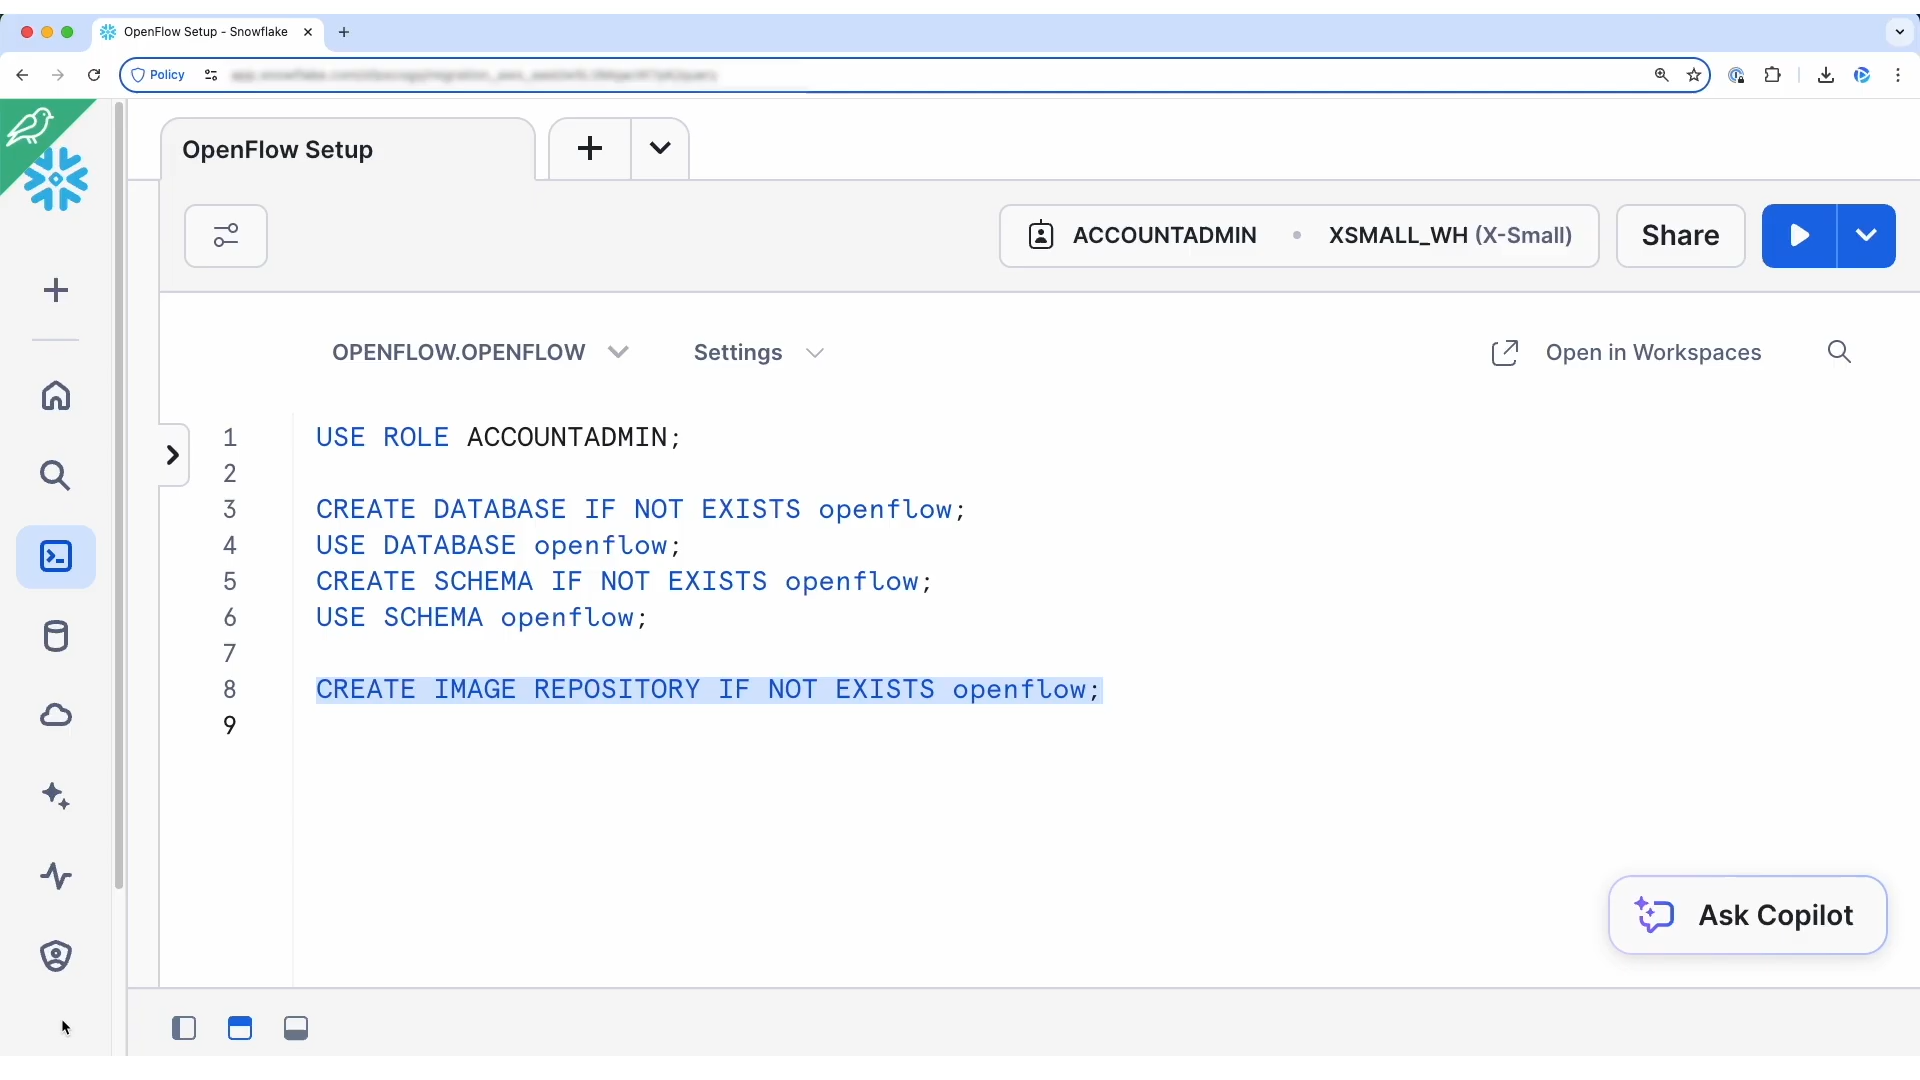 OpenFlow Setup - Snowflake
Policy
OpenFlow Setup
ACCOUNTADMIN • XSMALL_WH (X-Small)
Share
OPENFLOW.OPENFLOW
Settings
Open in Workspaces
1 USE ROLE ACCOUNTADMIN;
2
3 CREATE DATABASE IF NOT EXISTS openflow;
4 USE DATABASE openflow;
5 CREATE SCHEMA IF NOT EXISTS openflow;
6 USE SCHEMA openflow;
7
8 CREATE IMAGE REPOSITORY IF NOT EXISTS openflow;
9
Ask Copilot